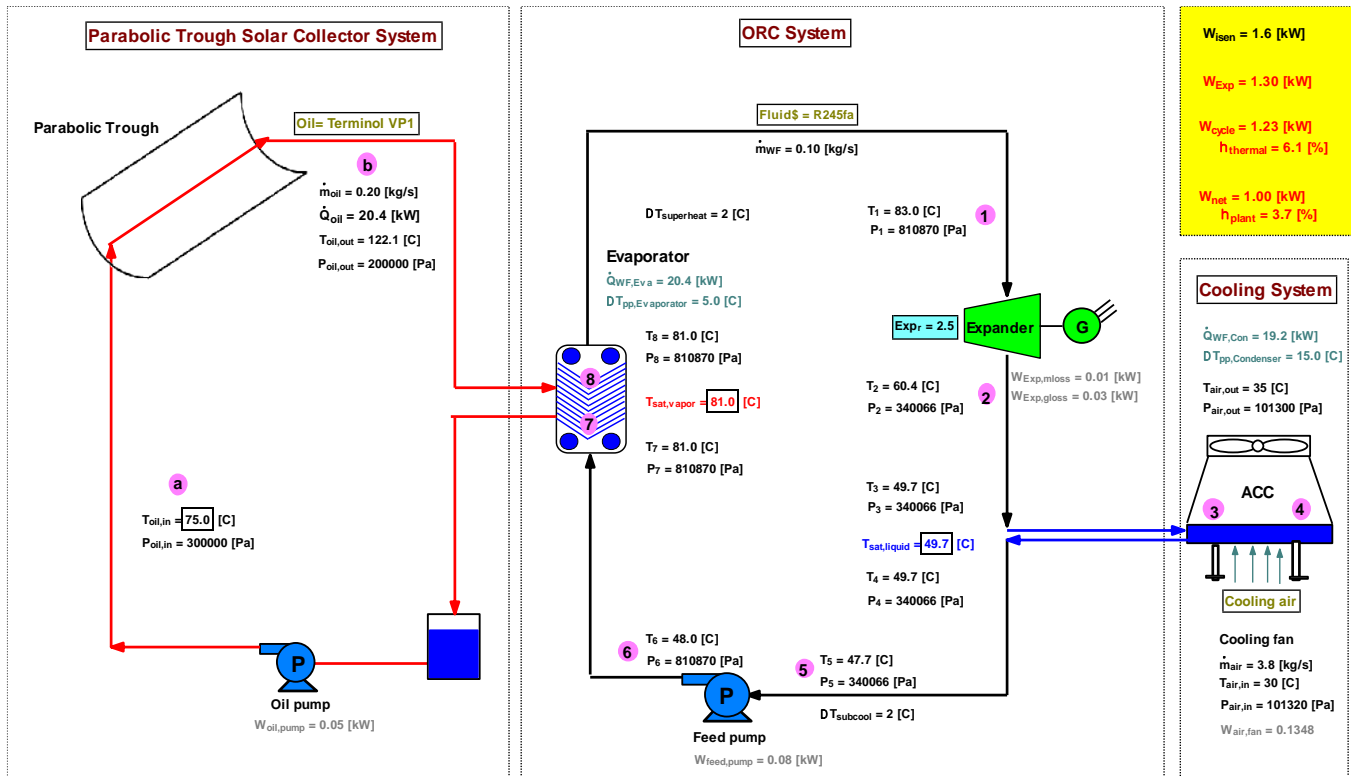 Parabolic Trough Solar Collector System
Parabolic Trough
Oil= Terminol VP1
b
ṁoil = 0.20 [kg/s]
Q̇oil = 20.4 [kW]
Toil,out = 122.1 [C]
Poil,out = 200000 [Pa]
a
Toil,in = 75.0 [C]
Poil,in = 300000 [Pa]
P
Oil pump
Woil,pump = 0.05 [kW]
ORC System
Fluid$ = R245fa
ṁWF = 0.10 [kg/s]
DTsuperheat = 2 [C]
T1 = 83.0 [C]
P1 = 810870 [Pa]
1
Evaporator
Q̇WF,Eva = 20.4 [kW]
DTpp,Evaporator = 5.0 [C]
Expr = 2.5
Expander
G
T8 = 81.0 [C]
P8 = 810870 [Pa]
8
Tsat,vapor = 81.0 [C]
7
T7 = 81.0 [C]
P7 = 810870 [Pa]
WExp,mloss = 0.01 [kW]
WExp,gloss = 0.03 [kW]
T2 = 60.4 [C]
P2 = 340066 [Pa]
2
T3 = 49.7 [C]
P3 = 340066 [Pa]
Tsat,liquid = 49.7 [C]
T4 = 49.7 [C]
P4 = 340066 [Pa]
6
T6 = 48.0 [C]
P6 = 810870 [Pa]
5
T5 = 47.7 [C]
P5 = 340066 [Pa]
DTsubcool = 2 [C]
P
Feed pump
Wfeed,pump = 0.08 [kW]
Wisen = 1.6 [kW]
WExp = 1.30 [kW]
Wcycle = 1.23 [kW]
hthermal = 6.1 [%]
Wnet = 1.00 [kW]
hplant = 3.7 [%]
Cooling System
Q̇WF,Con = 19.2 [kW]
DTpp,Condenser = 15.0 [C]
Tair,out = 35 [C]
Pair,out = 101300 [Pa]
ACC
3
4
Cooling air
Cooling fan
ṁair = 3.8 [kg/s]
Tair,in = 30 [C]
Pair,in = 101320 [Pa]
Wair,fan = 0.1348